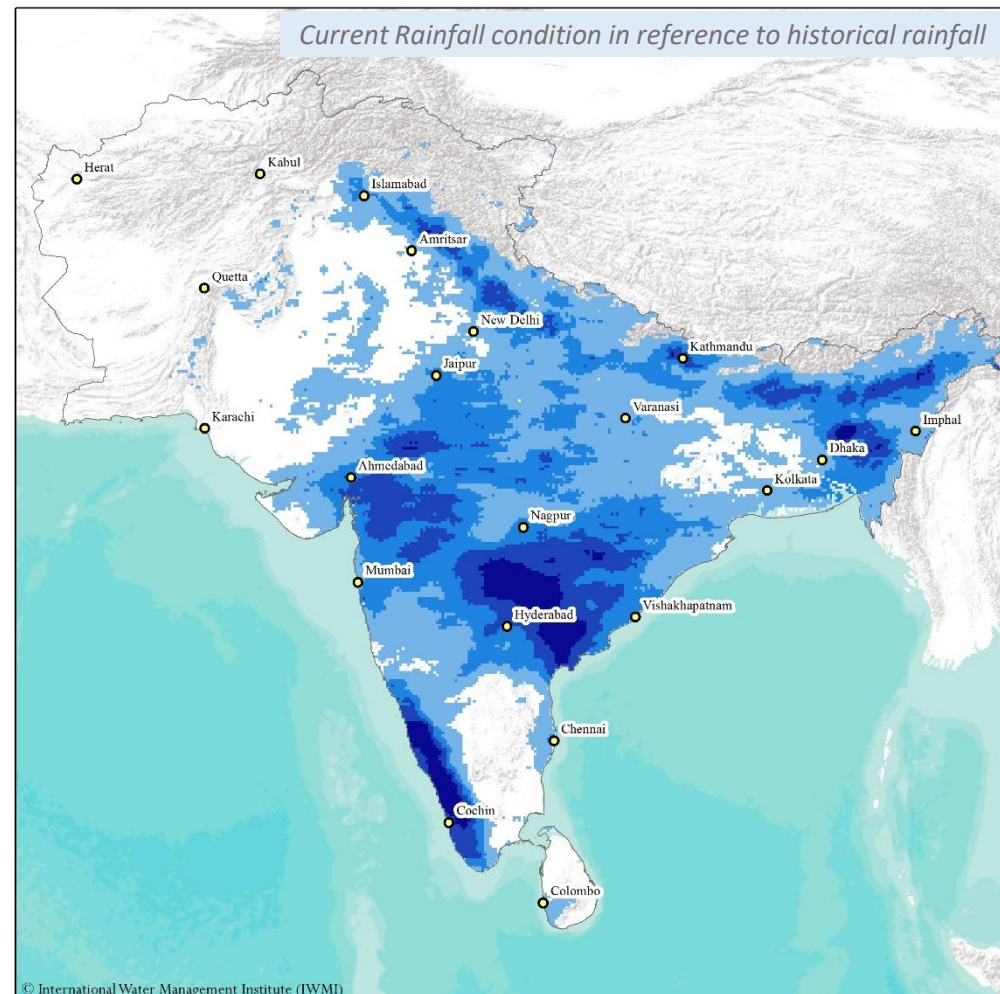 Current Rainfall condition in reference to historical rainfall
Kabul
Herat
Islamabad
Amritsar
Quetta
New Delhi
Kathmandu
Jaipur
Varanasi
Karachi
Imphal
Dhaka
Ahmedabad
Kolkata
Nagpur
Mumbai
Vishakhapatnam
Hyderabad
Chennai
Cochin
Colombo
© International Water Management Institute (IWMI)